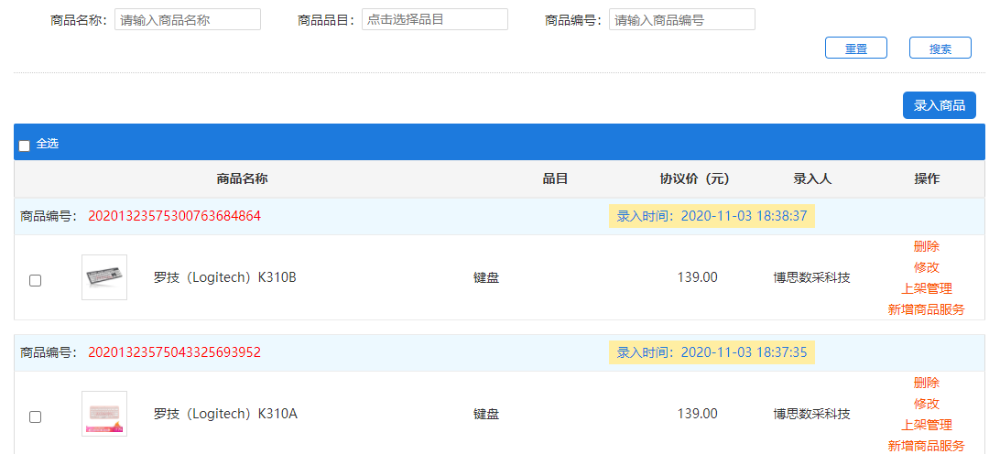 商品名称： 请输入商品名称 商品品目： 点击选择品目 商品编号： 请输入商品编号
重置 搜索
录入商品
全选
商品名称 品目 协议价（元） 录入人 操作
商品编号： 20201323575300763684864 录入时间：2020-11-03 18:38:37
罗技（Logitech）K310B 键盘 139.00 博思数采科技
删除
修改
上架管理
新增商品服务
商品编号： 20201323575043325693952 录入时间：2020-11-03 18:37:35
罗技（Logitech）K310A 键盘 139.00 博思数采科技
删除
修改
上架管理
新增商品服务